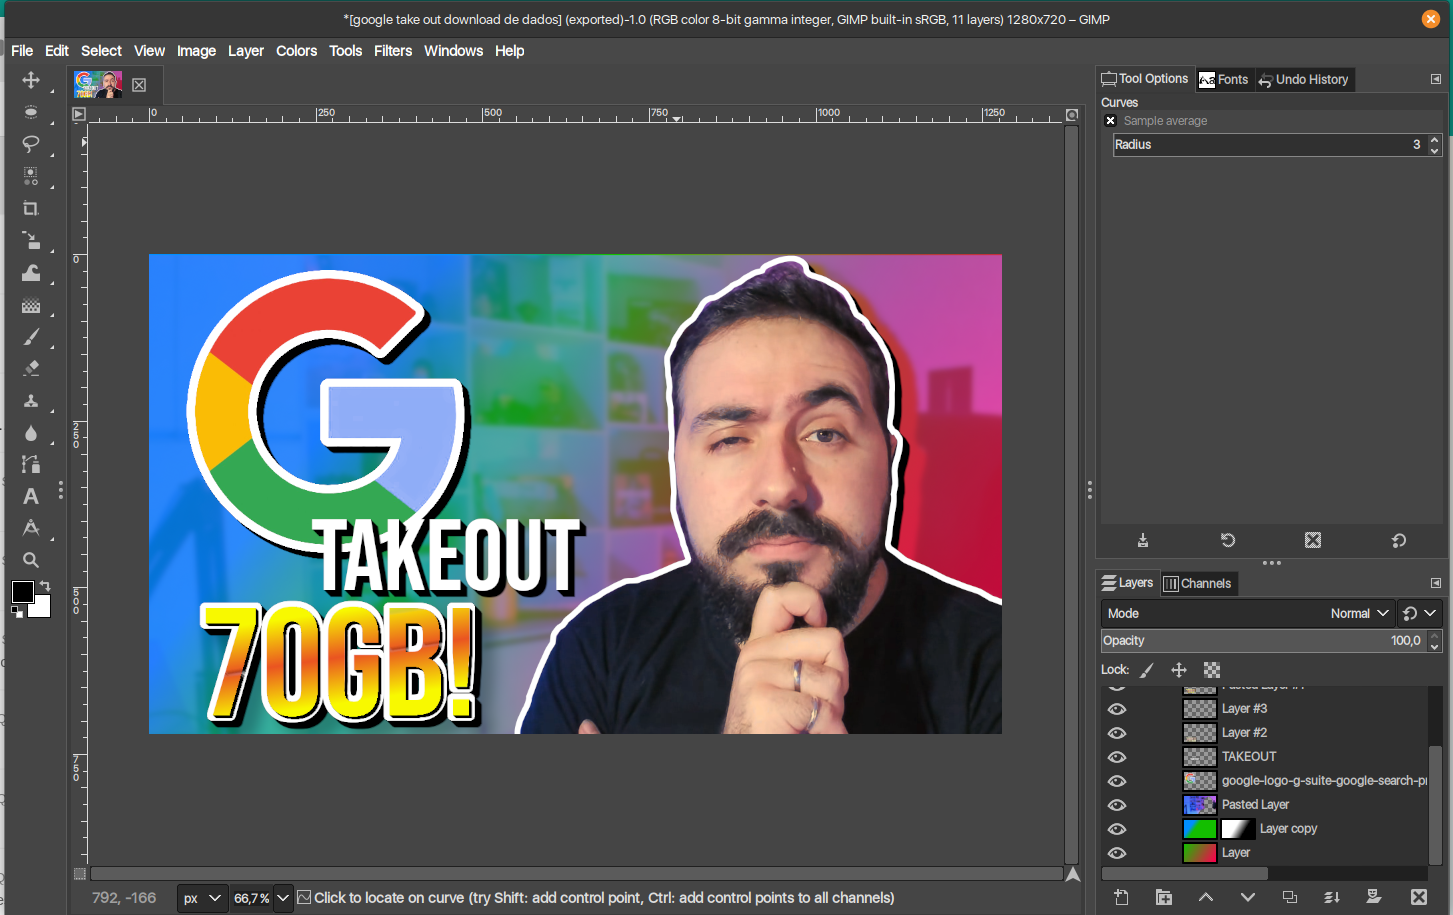 *[google take out download de dados] (exported)-1.0 (RGB color 8-bit gamma integer, GIMP built-in sRGB, 11 layers) 1280x720 – GIMP
File Edit Select View Image Layer Colors Tools Filters Windows Help
Tool Options Fonts Undo History
Curves
Sample average
Radius 3
0 250 500 750 1000 1250
0
250
500
750
G
TAKEOUT
70GB!
Layers Channels
Mode Normal
Opacity 100,0
Lock:
Pasted Layer #1
Layer #3
Layer #2
TAKEOUT
google-logo-g-suite-google-search-p
Pasted Layer
Layer copy
Layer
792, -166 px 66,7% Click to locate on curve (try Shift: add control point, Ctrl: add control points to all channels)